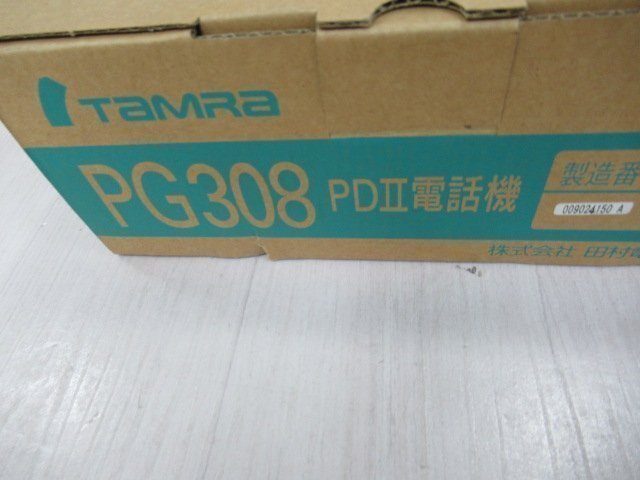 TAMRA
PG308 PDⅡ電話機
製造番
009024150 A
株式会社 田村電